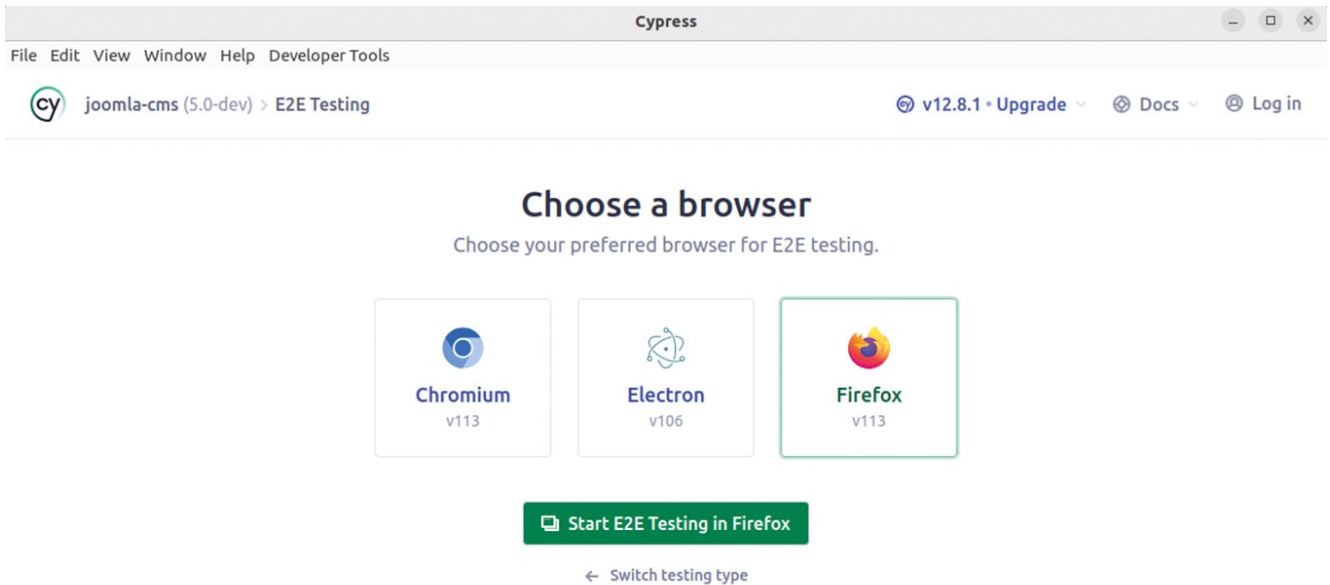 Cypress
File Edit View Window Help Developer Tools
cy joomla-cms (5.0-dev) > E2E Testing cy v12.8.1 • Upgrade Docs Log in
Choose a browser
Choose your preferred browser for E2E testing.
Chromium Electron Firefox
v113 v106 v113
Start E2E Testing in Firefox
← Switch testing type